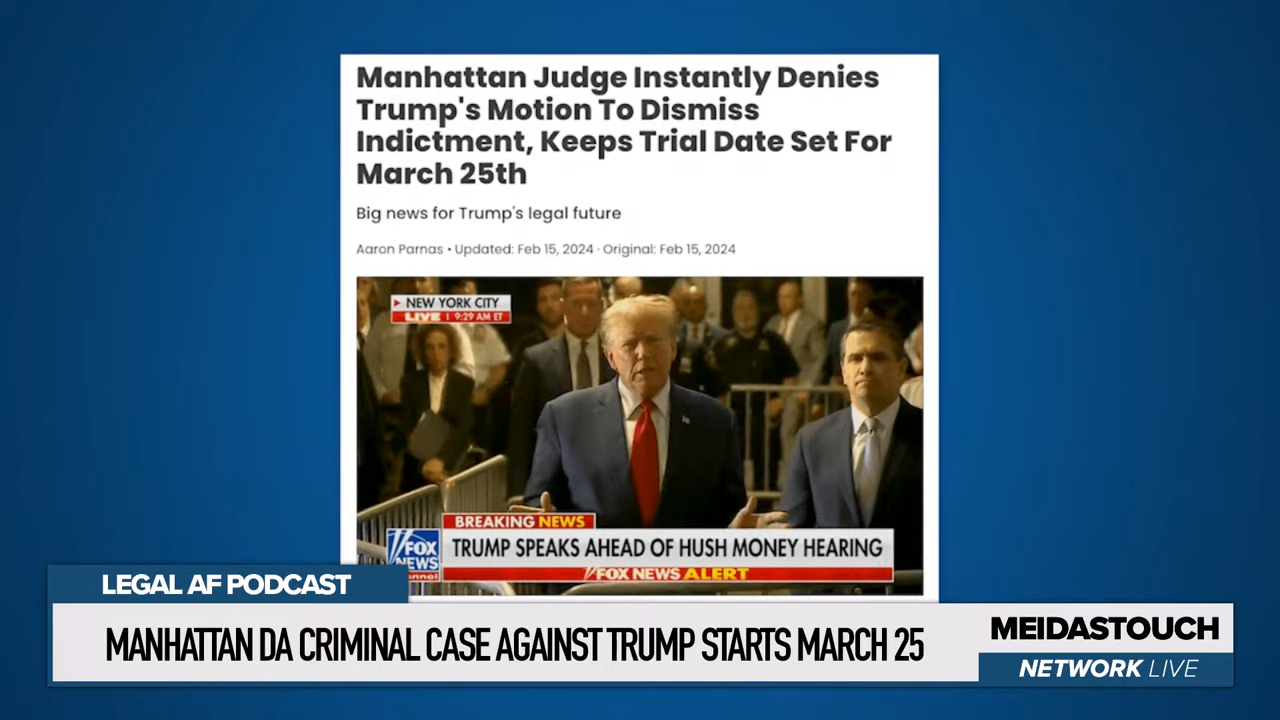 Manhattan Judge Instantly Denies
Trump's Motion To Dismiss
Indictment, Keeps Trial Date Set For
March 25th
Big news for Trump's legal future
Aaron Parnas • Updated: Feb 15, 2024 · Original: Feb 15, 2024
NEW YORK CITY
LIVE | 9:29 AM ET
BREAKING NEWS
FOX
NEWS
TRUMP SPEAKS AHEAD OF HUSH MONEY HEARING
FOX NEWS ALERT
LEGAL AF PODCAST
MANHATTAN DA CRIMINAL CASE AGAINST TRUMP STARTS MARCH 25
MEIDASTOUCH
NETWORK LIVE